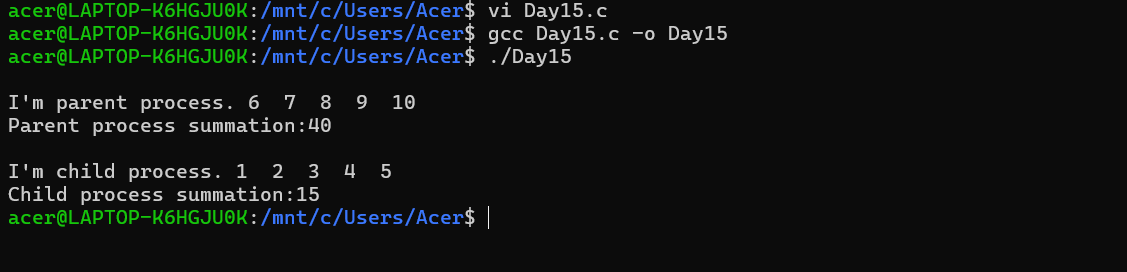 acer@LAPTOP-K6HGJU0K:/mnt/c/Users/Acer$ vi Day15.c
acer@LAPTOP-K6HGJU0K:/mnt/c/Users/Acer$ gcc Day15.c -o Day15
acer@LAPTOP-K6HGJU0K:/mnt/c/Users/Acer$ ./Day15
I'm parent process. 6  7  8  9  10
Parent process summation:40
I'm child process. 1  2  3  4  5
Child process summation:15
acer@LAPTOP-K6HGJU0K:/mnt/c/Users/Acer$